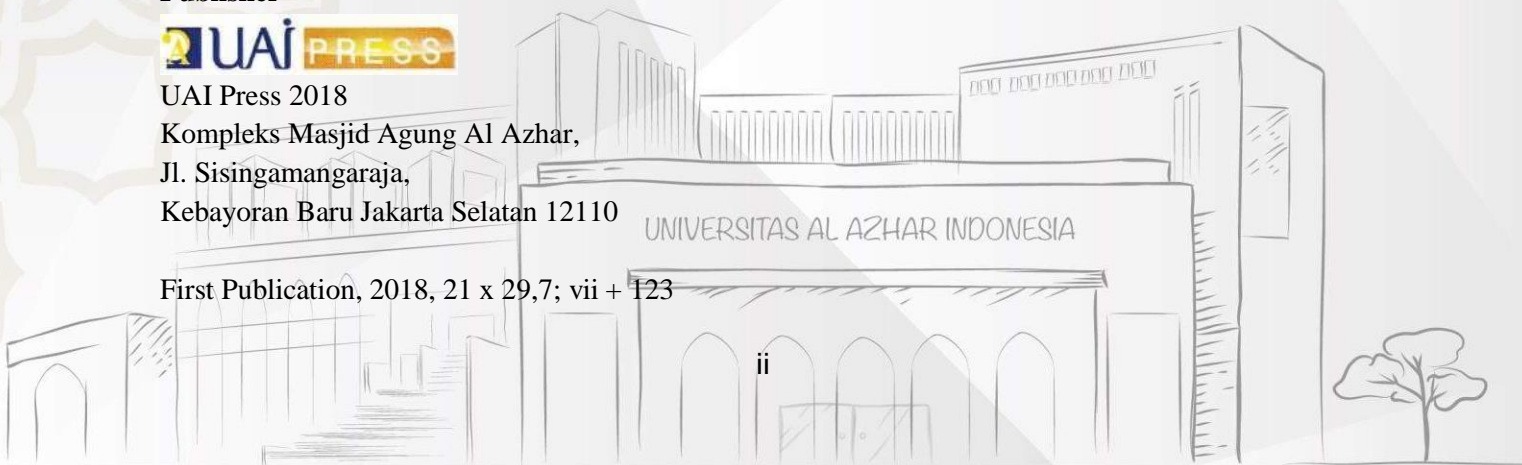 UAI PRESS
UAI Press 2018
Kompleks Masjid Agung Al Azhar,
Jl. Sisingamangaraja,
Kebayoran Baru Jakarta Selatan 12110
UNIVERSITAS AL AZHAR INDONESIA
First Publication, 2018, 21 x 29,7; vii + 123
ii